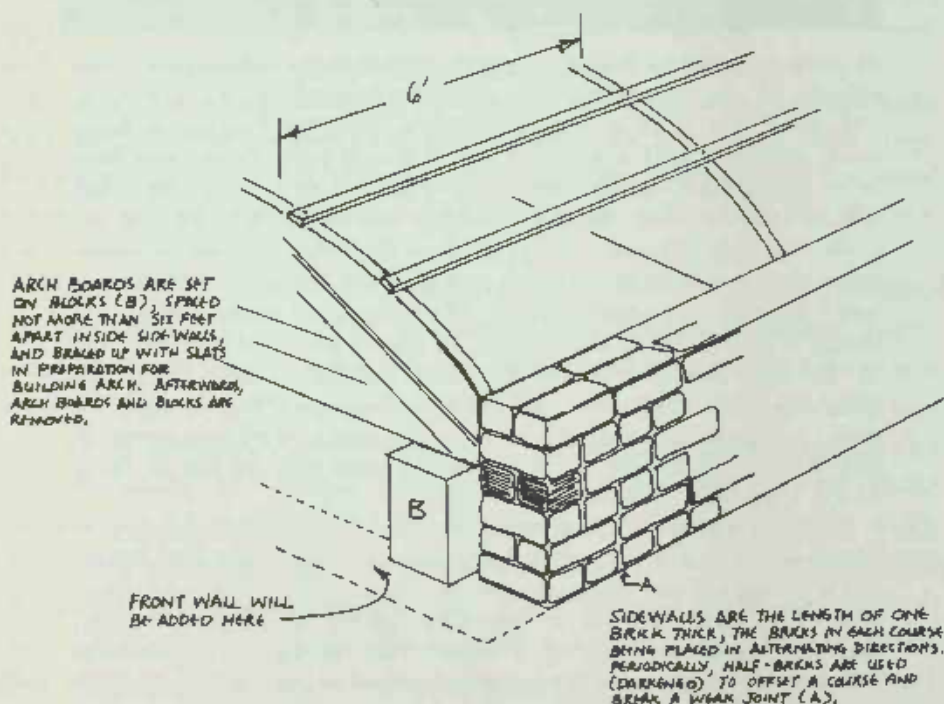 6'
ARCH BOARDS ARE SET
ON BLOCKS (B), SPACED
NOT MORE THAN SIX FEET
APART INSIDE SIDEWALLS,
AND BRACED UP WITH SLATS
IN PREPARATION FOR
BUILDING ARCH. AFTERWARDS,
ARCH BOARDS AND BLOCKS ARE
REMOVED.
B
A
FRONT WALL WILL
BE ADDED HERE
SIDEWALLS ARE THE LENGTH OF ONE
BRICK THICK, THE BRICKS IN EACH COURSE
BEING PLACED IN ALTERNATING DIRECTIONS.
PERIODICALLY, HALF-BRICKS ARE USED
(DARKENED) TO OFFSET A COURSE AND
BREAK A WEAK JOINT (A).